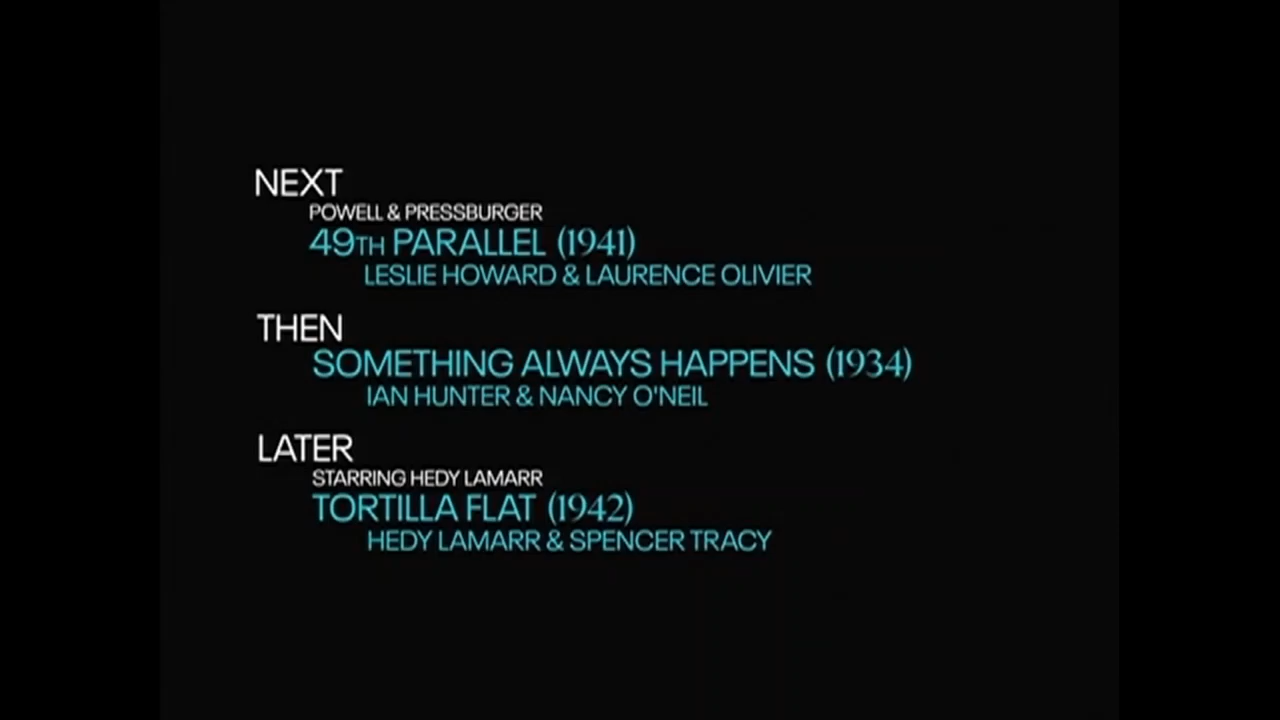 NEXT
POWELL & PRESSBURGER
49TH PARALLEL (1941)
LESLIE HOWARD & LAURENCE OLIVIER
THEN
SOMETHING ALWAYS HAPPENS (1934)
IAN HUNTER & NANCY O'NEIL
LATER
STARRING HEDY LAMARR
TORTILLA FLAT (1942)
HEDY LAMARR & SPENCER TRACY